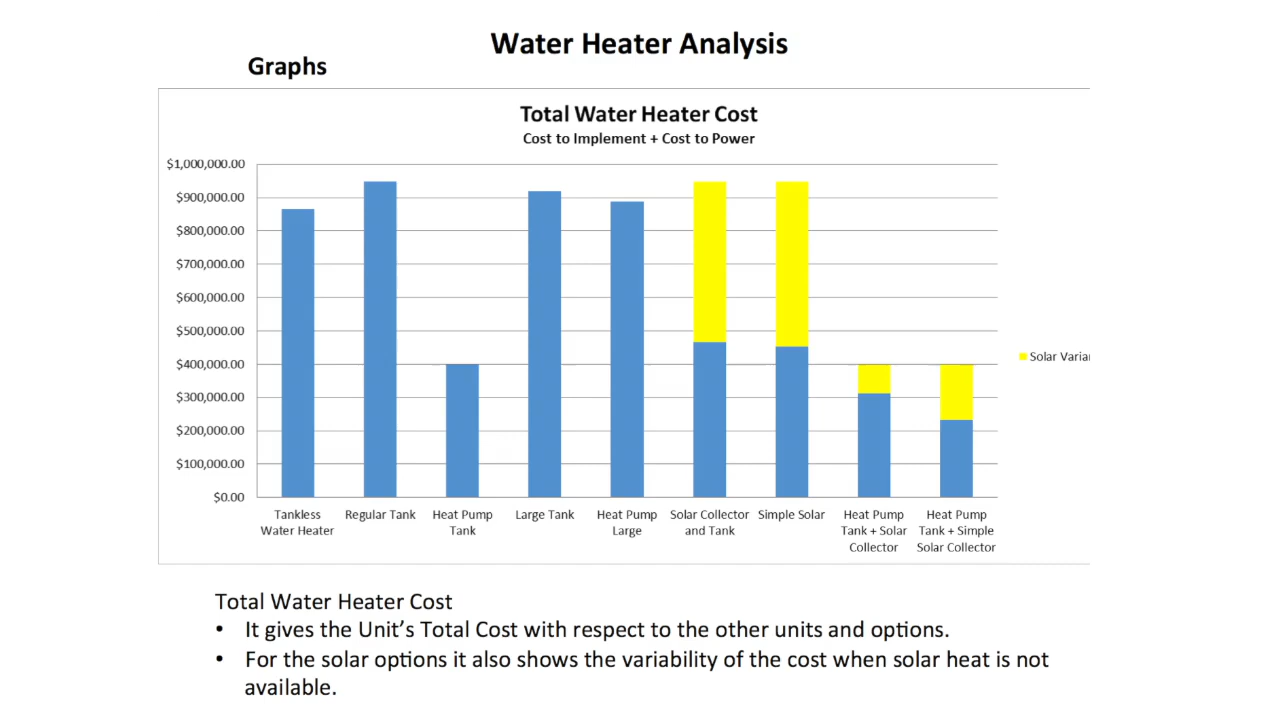 Water Heater Analysis
Graphs
Total Water Heater Cost
Cost to Implement + Cost to Power
$1,000,000.00
$900,000.00
$800,000.00
$700,000.00
$600,000.00
$500,000.00
$400,000.00
$300,000.00
$200,000.00
$100,000.00
$0.00
Solar Varia
Tankless
Water Heater
Regular Tank
Heat Pump
Tank
Large Tank
Heat Pump
Large
Solar Collector
and Tank
Simple Solar
Heat Pump
Tank + Solar
Collector
Heat Pump
Tank + Simple
Solar Collector
Total Water Heater Cost
• It gives the Unit’s Total Cost with respect to the other units and options.
• For the solar options it also shows the variability of the cost when solar heat is not
available.